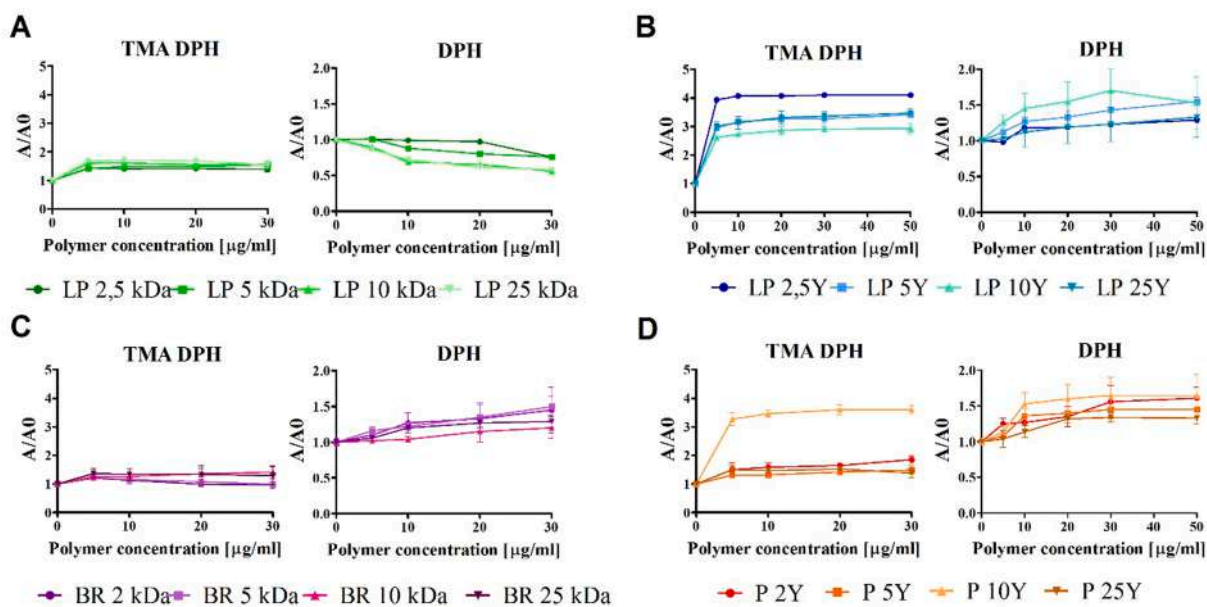 A
TMA DPH
A/A0
5
4
3
2
1
0
0
10
20
30
Polymer concentration [µg/ml]
DPH
A/A0
2.0
1.5
1.0
0.5
0.0
0
10
20
30
Polymer concentration [µg/ml]
LP 2,5 kDa
LP 5 kDa
LP 10 kDa
LP 25 kDa
B
TMA DPH
A/A0
5
4
3
2
1
0
0
10
20
30
40
50
Polymer concentration [µg/ml]
DPH
A/A0
2.0
1.5
1.0
0.5
0.0
0
10
20
30
40
50
Polymer concentration [µg/ml]
LP 2,5Y
LP 5Y
LP 10Y
LP 25Y
C
TMA DPH
A/A0
5
4
3
2
1
0
0
10
20
30
Polymer concentration [µg/ml]
DPH
A/A0
2.0
1.5
1.0
0.5
0.0
0
10
20
30
Polymer concentration [µg/ml]
BR 2 kDa
BR 5 kDa
BR 10 kDa
BR 25 kDa
D
TMA DPH
A/A0
5
4
3
2
1
0
0
10
20
30
Polymer concentration [µg/ml]
DPH
A/A0
2.0
1.5
1.0
0.5
0.0
0
10
20
30
40
50
Polymer concentration [µg/ml]
P 2Y
P 5Y
P 10Y
P 25Y